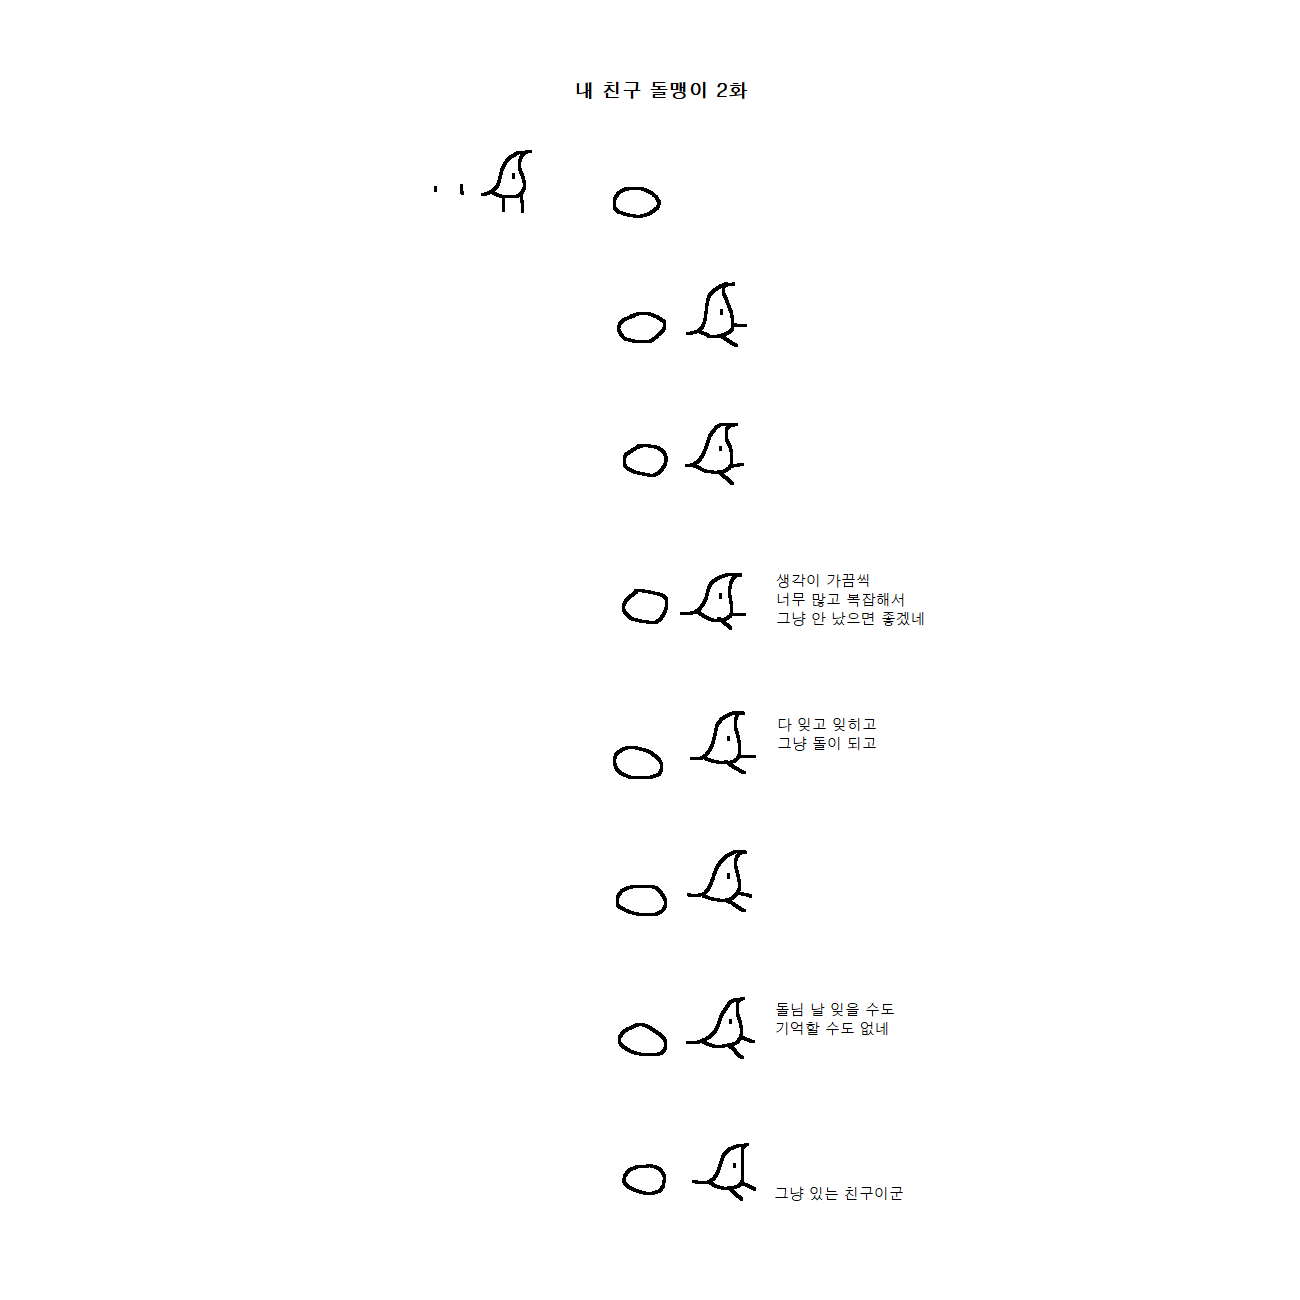 내 친구 돌맹이 2화
생각이 가끔씩
너무 많고 복잡해서
그냥 안 났으면 좋겠네
다 잊고 잊히고
그냥 돌이 되고
돌님 날 잊을 수도
기억할 수도 없네
그냥 있는 친구이군